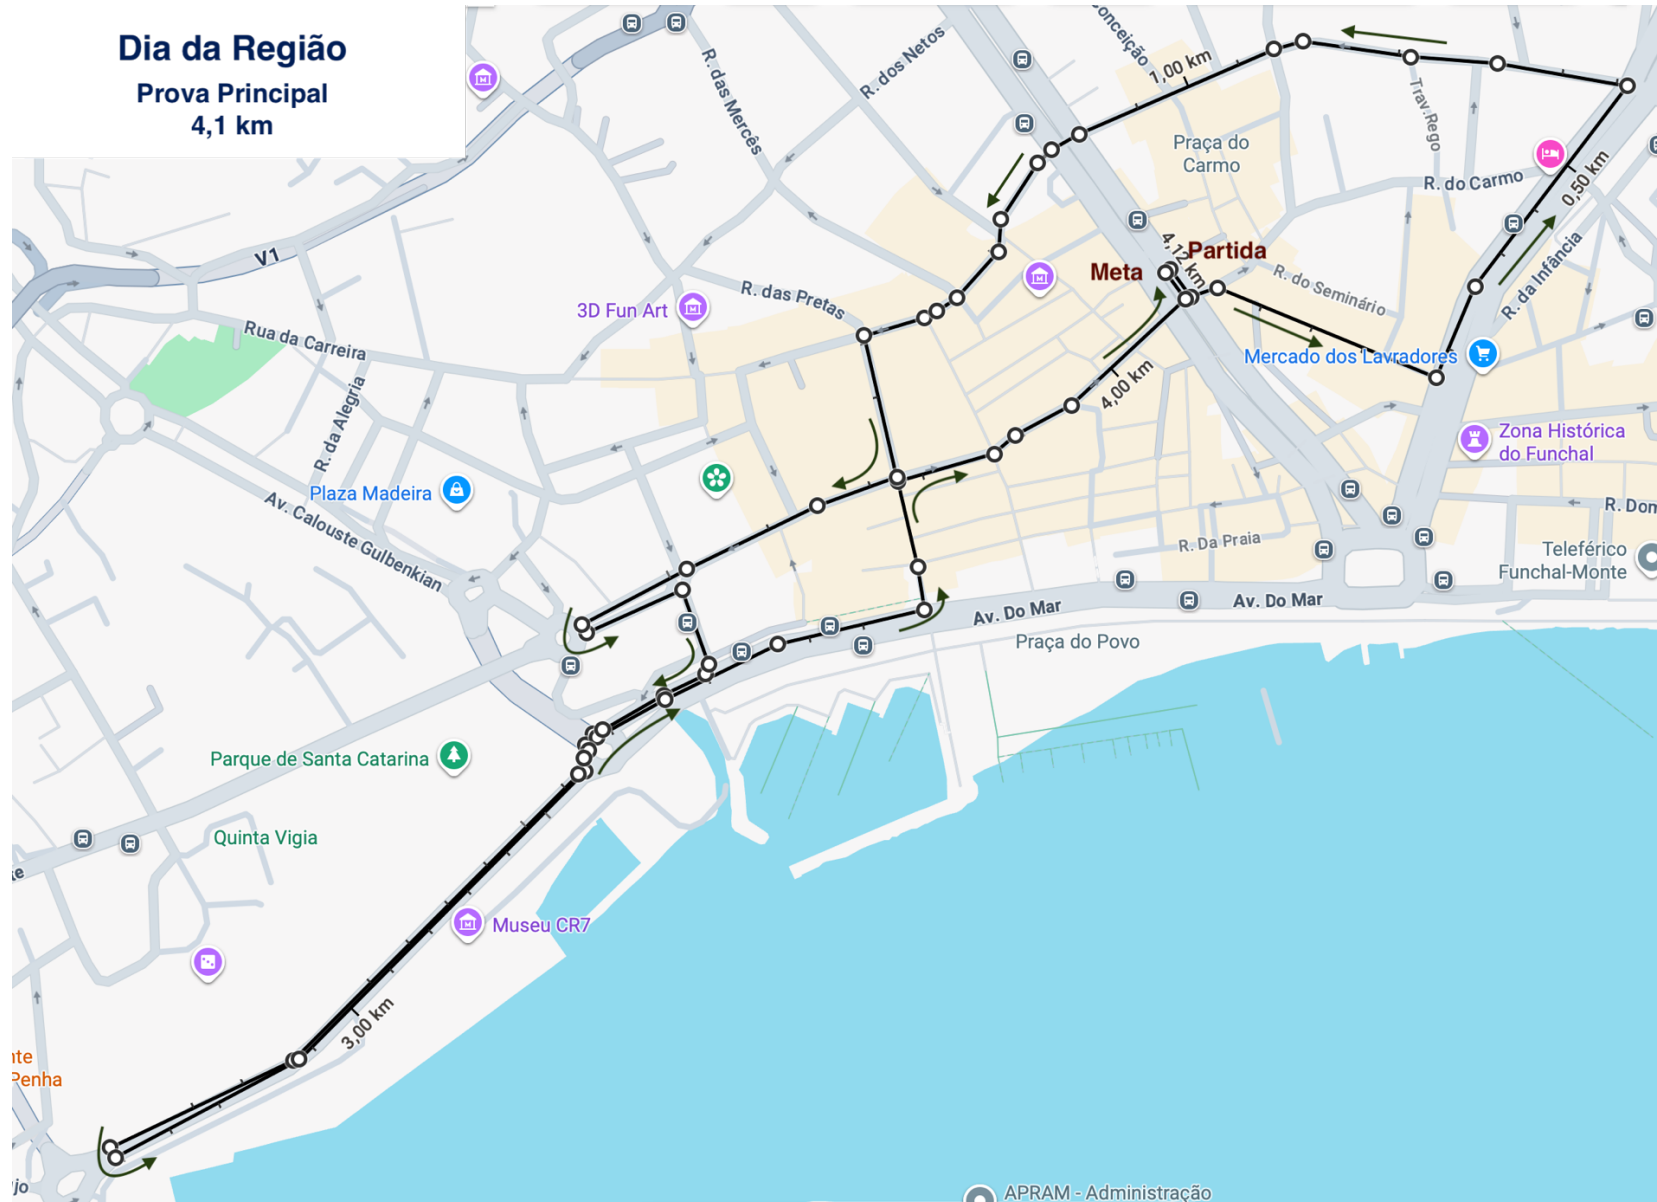 Dia da Região
Prova Principal
4,1 km
R. das Mercês
R. dos Netos
Conceição
1,00 km
Trav.Rego
Praça do
Carmo
R. do Carmo
0,50 km
R. da Infância
V1
Partida
4,12 km
Meta
R. do Seminário
R. das Pretas
3D Fun Art
Rua da Carreira
Mercado dos Lavradores
R. da Alegria
4,00 km
Zona Histórica
do Funchal
Plaza Madeira
Av. Calouste Gulbenkian
R. Dom
R. Da Praia
Teleférico
Funchal-Monte
Av. Do Mar
Av. Do Mar
Praça do Povo
Parque de Santa Catarina
Quinta Vigia
Museu CR7
3,00 km
nte
Penha
jo
APRAM - Administração